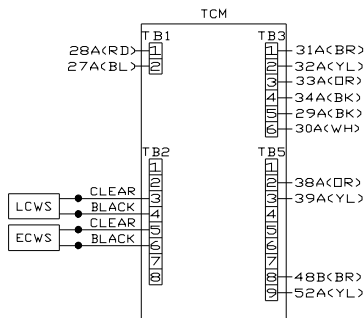 TCM
TB1 TB3
28A(RD) 1 1 31A(BR)
27A(BL) 2 2 32A(YL)
3 33A(OR)
4 34A(BK)
5 29A(BK)
6 30A(WH)
TB2 TB5
1 1
2 2 38A(OR)
LCWS CLEAR 3 3 39A(YL)
BLACK 4 4
ECWS CLEAR 5 5
BLACK 6 6
7 7
8 8 48B(BR)
9 52A(YL)